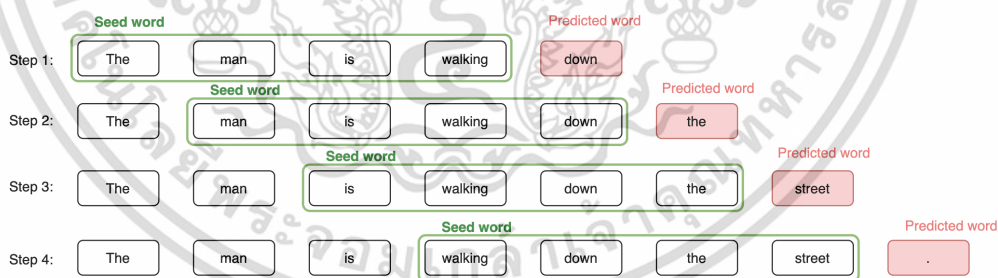 Seed word Predicted word
Step 1: The man is walking down
Seed word Predicted word
Step 2: The man is walking down the
Seed word Predicted word
Step 3: The man is walking down the street
Seed word Predicted word
Step 4: The man is walking down the street .